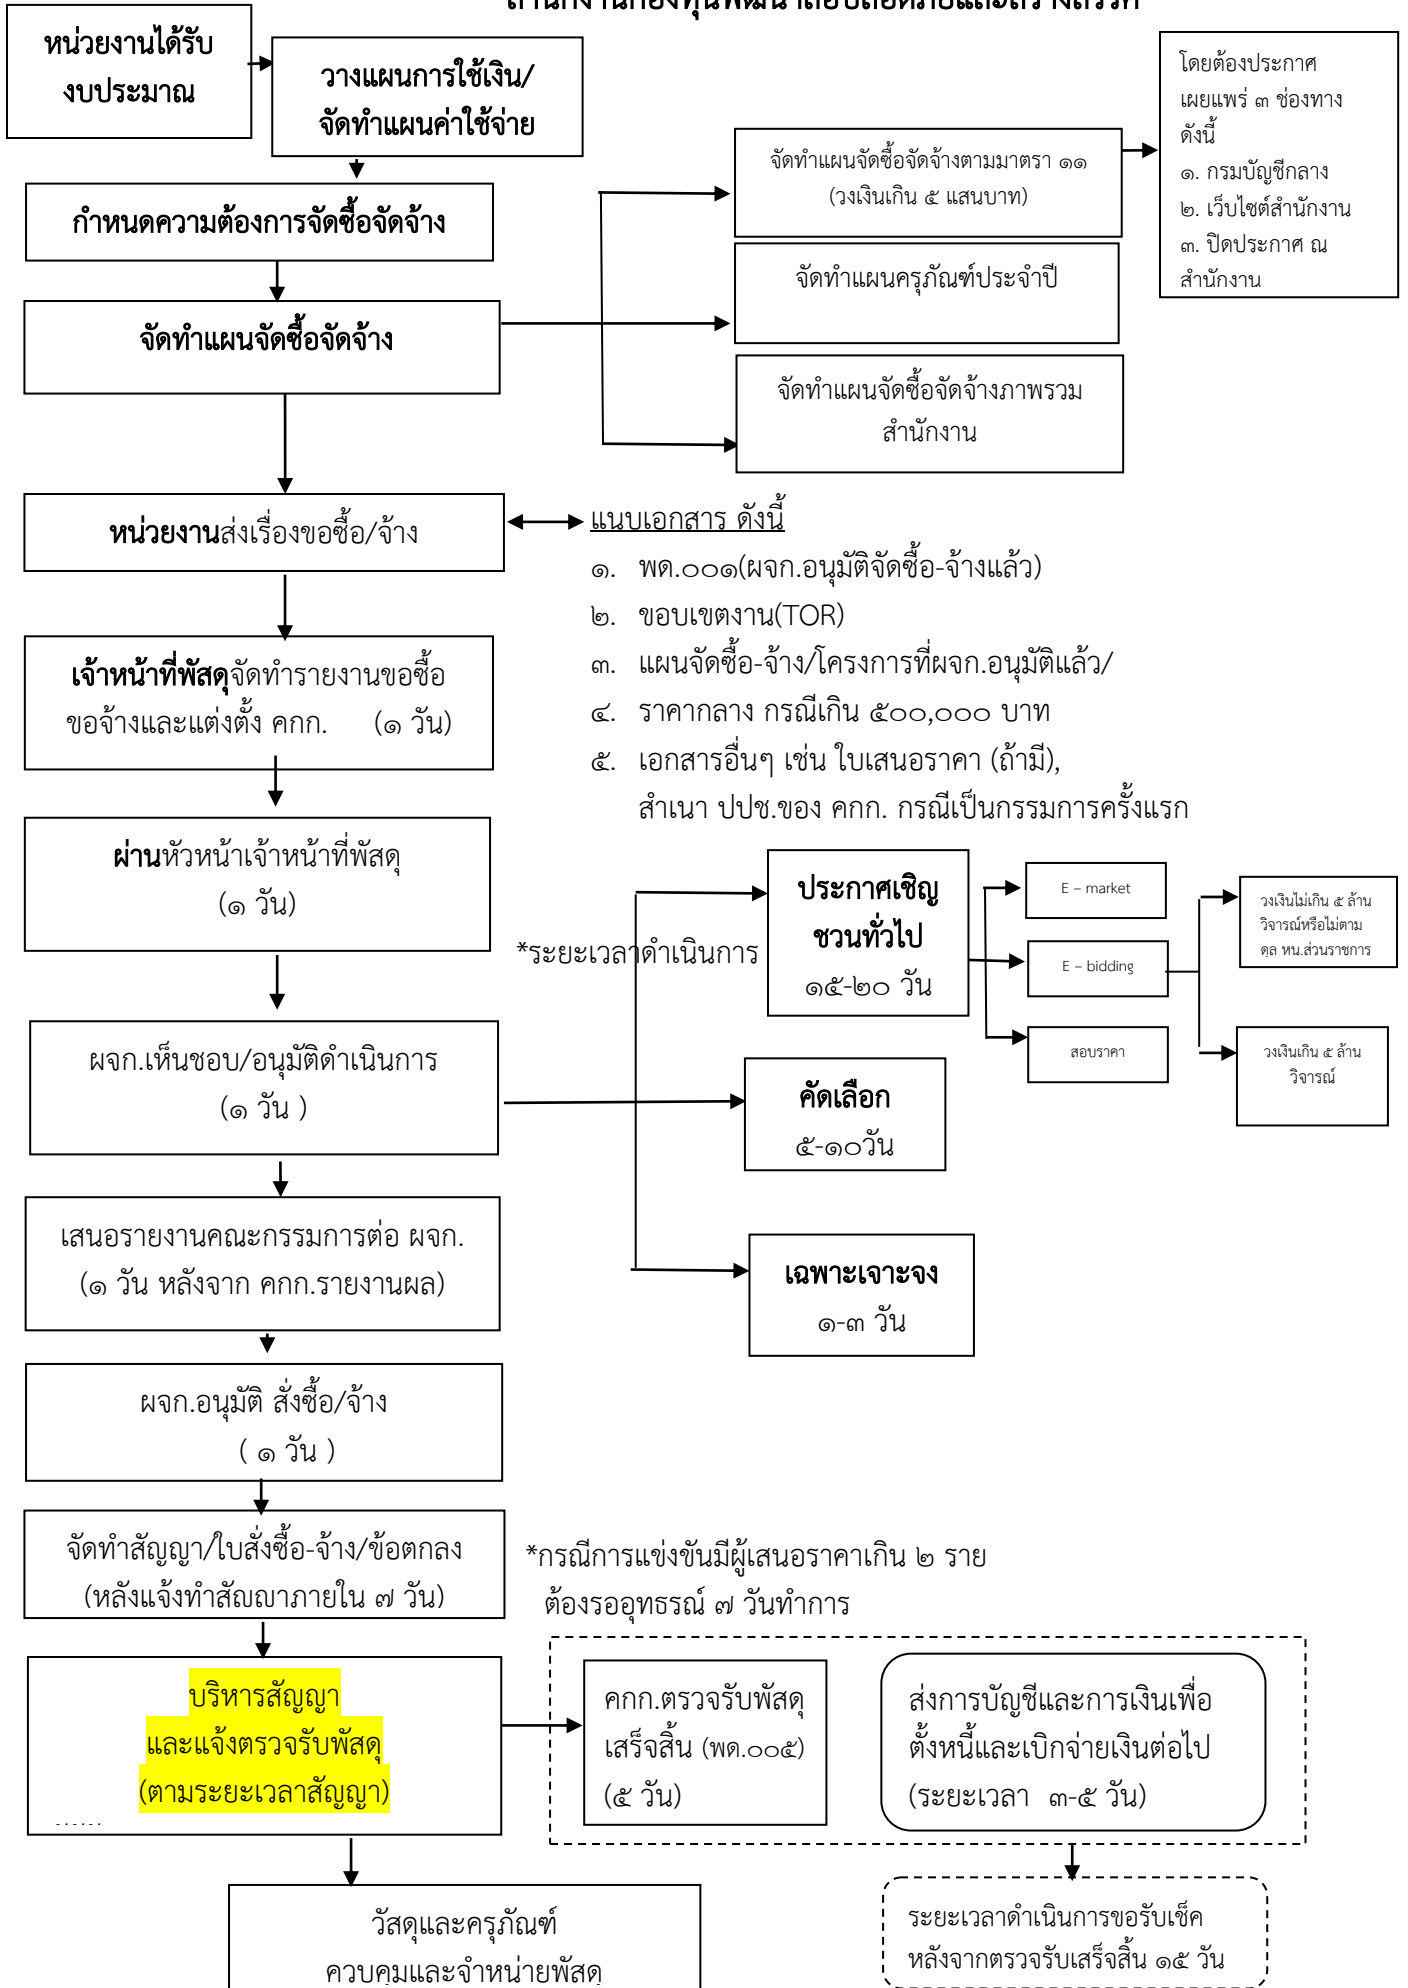 สำนักงานกองทุนพัฒนาสื่อปลอดภัยและสร้างสรรค์
หน่วยงานได้รับ
งบประมาณ
วางแผนการใช้เงิน/
จัดทำแผนค่าใช้จ่าย
กำหนดความต้องการจัดซื้อจัดจ้าง
จัดทำแผนจัดซื้อจัดจ้าง
จัดทำแผนจัดซื้อจัดจ้างตามมาตรา ๑๑
(วงเงินเกิน ๕ แสนบาท)
โดยต้องประกาศ
เผยแพร่ ๓ ช่องทาง
ดังนี้
๑. กรมบัญชีกลาง
๒. เว็บไซต์สำนักงาน
๓. ปิดประกาศ ณ
สำนักงาน
จัดทำแผนครุภัณฑ์ประจำปี
จัดทำแผนจัดซื้อจัดจ้างภาพรวม
สำนักงาน
หน่วยงานส่งเรื่องขอซื้อ/จ้าง
แนบเอกสาร ดังนี้
๑. พด.๐๐๑(ผจก.อนุมัติจัดซื้อ-จ้างแล้ว)
๒. ขอบเขตงาน(TOR)
๓. แผนจัดซื้อ-จ้าง/โครงการที่ผจก.อนุมัติแล้ว/
๔. ราคากลาง กรณีเกิน ๕๐๐,๐๐๐ บาท
๕. เอกสารอื่นๆ เช่น ใบเสนอราคา (ถ้ามี),
สำเนา ปปช.ของ คกก. กรณีเป็นกรรมการครั้งแรก
เจ้าหน้าที่พัสดุจัดทำรายงานขอซื้อ
ขอจ้างและแต่งตั้ง คกก. (๑ วัน)
ผ่านหัวหน้าเจ้าหน้าที่พัสดุ
(๑ วัน)
*ระยะเวลาดำเนินการ
ประกาศเชิญ
ชวนทั่วไป
๑๕-๒๐ วัน
E – market
E – bidding
สอบราคา
วงเงินไม่เกิน ๕ ล้าน
วิจารณ์หรือไม่ตาม
ดุล หน.ส่วนราชการ
วงเงินเกิน ๕ ล้าน
วิจารณ์
ผจก.เห็นชอบ/อนุมัติดำเนินการ
(๑ วัน )
คัดเลือก
๕-๑๐วัน
เฉพาะเจาะจง
๑-๓ วัน
เสนอรายงานคณะกรรมการต่อ ผจก.
(๑ วัน หลังจาก คกก.รายงานผล)
ผจก.อนุมัติ สั่งซื้อ/จ้าง
( ๑ วัน )
จัดทำสัญญา/ใบสั่งซื้อ-จ้าง/ข้อตกลง
(หลังแจ้งทำสัญญาภายใน ๗ วัน)
*กรณีการแข่งขันมีผู้เสนอราคาเกิน ๒ ราย
ต้องรออุทธรณ์ ๗ วันทำการ
บริหารสัญญา
และแจ้งตรวจรับพัสดุ
(ตามระยะเวลาสัญญา)
คกก.ตรวจรับพัสดุ
เสร็จสิ้น (พด.๐๐๕)
(๕ วัน)
ส่งการบัญชีและการเงินเพื่อ
ตั้งหนี้และเบิกจ่ายเงินต่อไป
(ระยะเวลา ๓-๕ วัน)
วัสดุและครุภัณฑ์
ควบคุมและจำหน่ายพัสดุ
ระยะเวลาดำเนินการขอรับเช็ค
หลังจากตรวจรับเสร็จสิ้น ๑๕ วัน